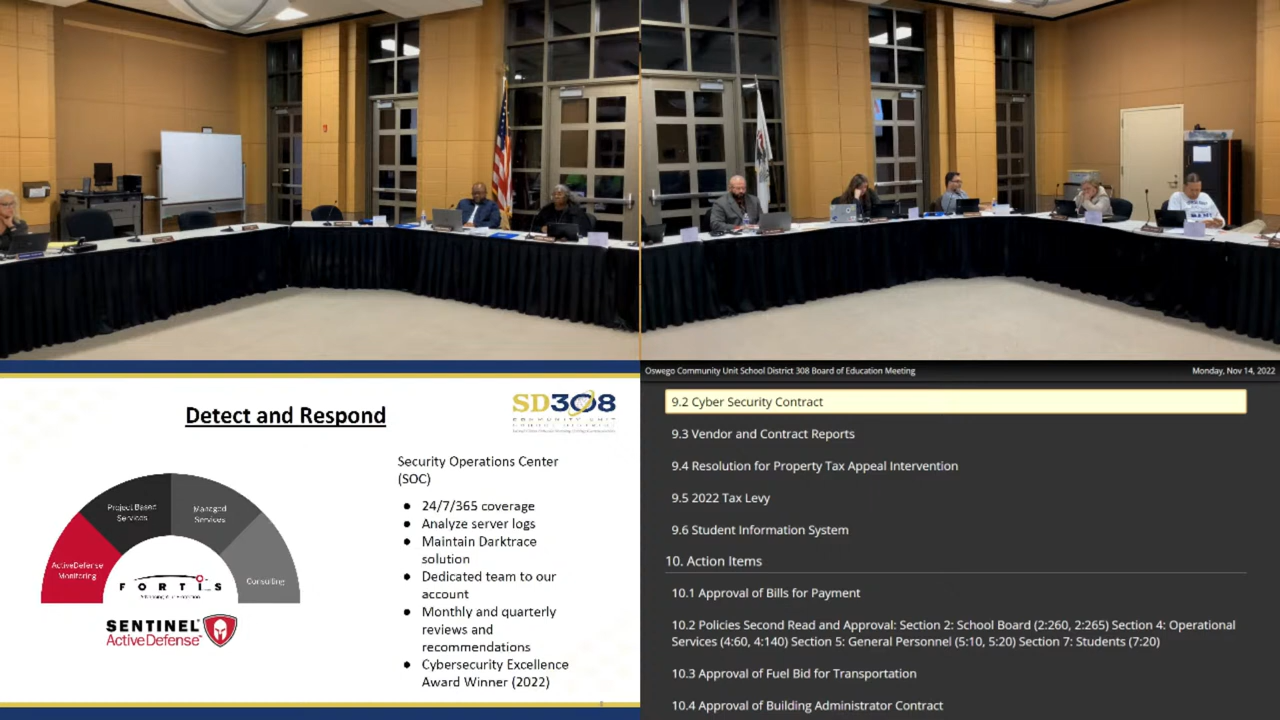 Detect and Respond
SD308
COMMUNITY UNIT
SCHOOL DISTRICT
Security Operations Center
(SOC)
● 24/7/365 coverage
● Analyze server logs
● Maintain Darktrace
solution
● Dedicated team to our
account
● Monthly and quarterly
reviews and
recommendations
● Cybersecurity Excellence
Award Winner (2022)
Project Based
Services
Managed
Services
ActiveDefense
Monitoring
Consulting
FORTIS
SENTINEL
ActiveDefense
Oswego Community Unit School District 308 Board of Education Meeting
Monday, Nov 14, 2022
9.2 Cyber Security Contract
9.3 Vendor and Contract Reports
9.4 Resolution for Property Tax Appeal Intervention
9.5 2022 Tax Levy
9.6 Student Information System
10. Action Items
10.1 Approval of Bills for Payment
10.2 Policies Second Read and Approval: Section 2: School Board (2:260, 2:265) Section 4: Operational
Services (4:60, 4:140) Section 5: General Personnel (5:10, 5:20) Section 7: Students (7:20)
10.3 Approval of Fuel Bid for Transportation
10.4 Approval of Building Administrator Contract